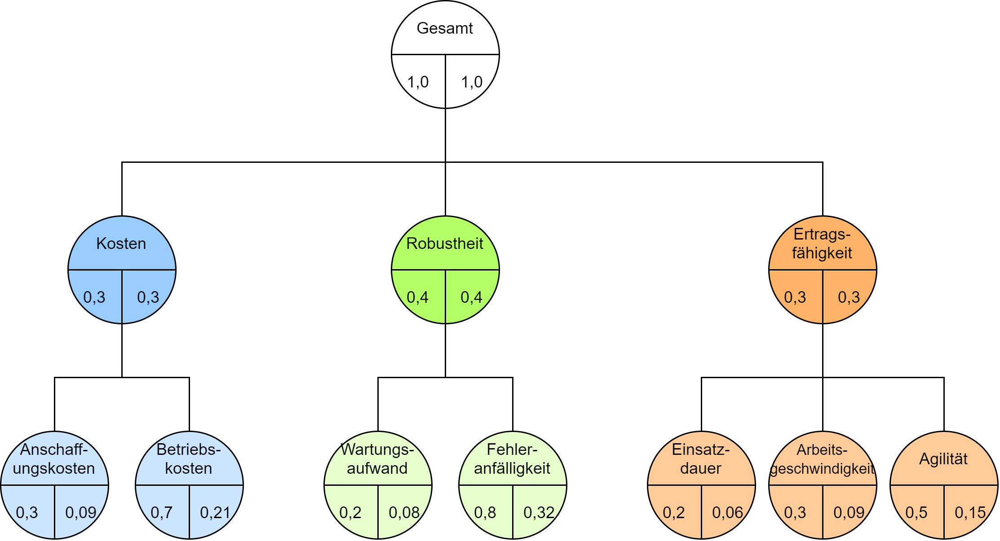 Gesamt
1,0 1,0
Kosten
0,3 0,3
Robustheit
0,4 0,4
Ertrags-
fähigkeit
0,3 0,3
Anschaff-
ungskosten
0,3 0,09
Betriebs-
kosten
0,7 0,21
Wartungs-
aufwand
0,2 0,08
Fehler-
anfälligkeit
0,8 0,32
Einsatz-
dauer
0,2 0,06
Arbeits-
geschwindigkeit
0,3 0,09
Agilität
0,5 0,15